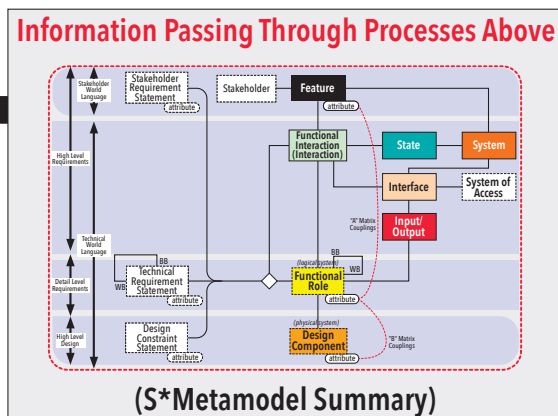 Information Passing Through Processes Above
Stakeholder
World
Language
High Level
Requirements
Technical
World
Language
Detail Level
Requirements
High Level
Design
Stakeholder
Requirement
Statement
attribute
Stakeholder
Feature
attribute
Functional
Interaction
(Interaction)
State
System
Interface
System of
Access
"A" Matrix
Couplings
Input/
Output
BB
WB
Technical
Requirement
Statement
attribute
(logical system)
BB
WB
Functional
Role
attribute
Design
Constraint
Statement
attribute
(physical system)
Design
Component
attribute
"B" Matrix
Couplings
(S*Metamodel Summary)